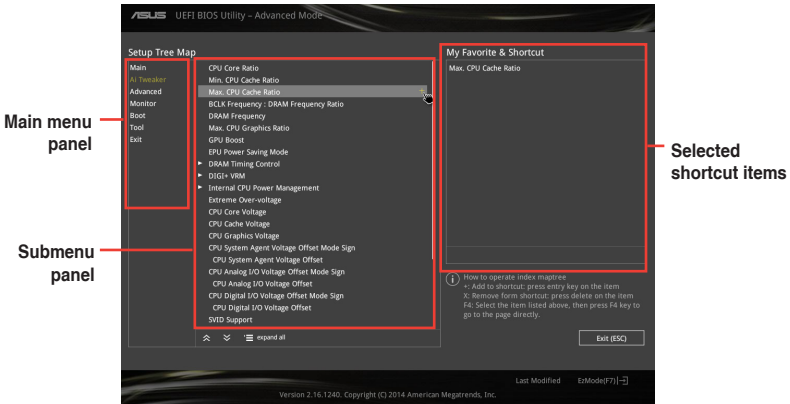 ASUS UEFI BIOS Utility – Advanced Mode
Setup Tree Map
My Favorite & Shortcut
Main
Ai Tweaker
Advanced
Monitor
Boot
Tool
Exit
CPU Core Ratio
Min. CPU Cache Ratio
Max. CPU Cache Ratio
BCLK Frequency : DRAM Frequency Ratio
DRAM Frequency
Max. CPU Graphics Ratio
GPU Boost
EPU Power Saving Mode
DRAM Timing Control
DIGI+ VRM
Internal CPU Power Management
Extreme Over-voltage
CPU Core Voltage
CPU Cache Voltage
CPU Graphics Voltage
CPU System Agent Voltage Offset Mode Sign
CPU System Agent Voltage Offset
CPU Analog I/O Voltage Offset Mode Sign
CPU Analog I/O Voltage Offset
CPU Digital I/O Voltage Offset Mode Sign
CPU Digital I/O Voltage Offset
SVID Support
expand all
Max. CPU Cache Ratio
How to operate index maptree
+: Add to shortcut: press entry key on the item
X: Remove form shortcut: press delete on the item
F4: Select the item listed above, then press F4 key to
go to the page directly.
Exit (ESC)
Last Modified
EzMode(F7)
Version 2.16.1240. Copyright (C) 2014 American Megatrends, Inc.
Main menu
panel
Submenu
panel
Selected
shortcut items